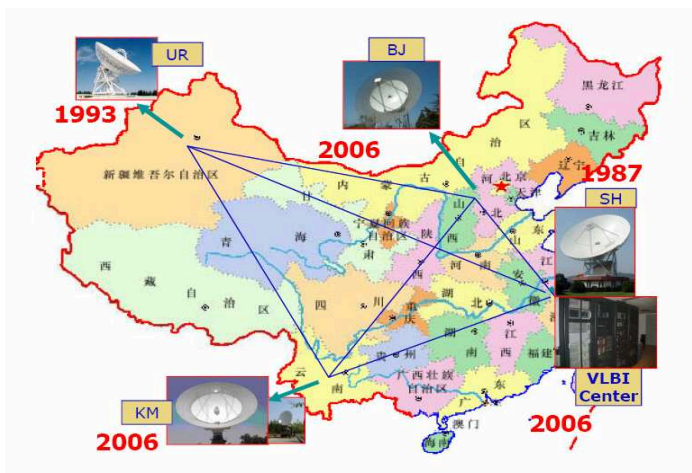 UR
BJ
1993
2006
1987
SH
黑龙江
吉林
辽宁
内
蒙
古
自
治
区
新疆维吾尔自治区
甘
肃
宁夏回族
自治区
河
北
北京
天津
山
西
山
东
陕
西
青
海
西
藏
自
治
区
四
川
重
庆
河
南
湖
北
安
徽
江
湖
南
江
西
福建
贵
州
云
南
广西壮族
自治区
广
东
澳门
海南
VLBI
Center
KM
2006
2006